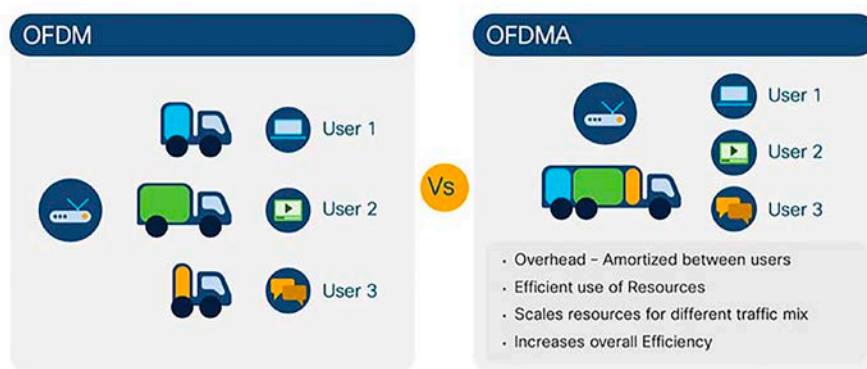 OFDM
User 1
User 2
User 3
Vs
OFDMA
User 1
User 2
User 3
· Overhead – Amortized between users
· Efficient use of Resources
· Scales resources for different traffic mix
· Increases overall Efficiency